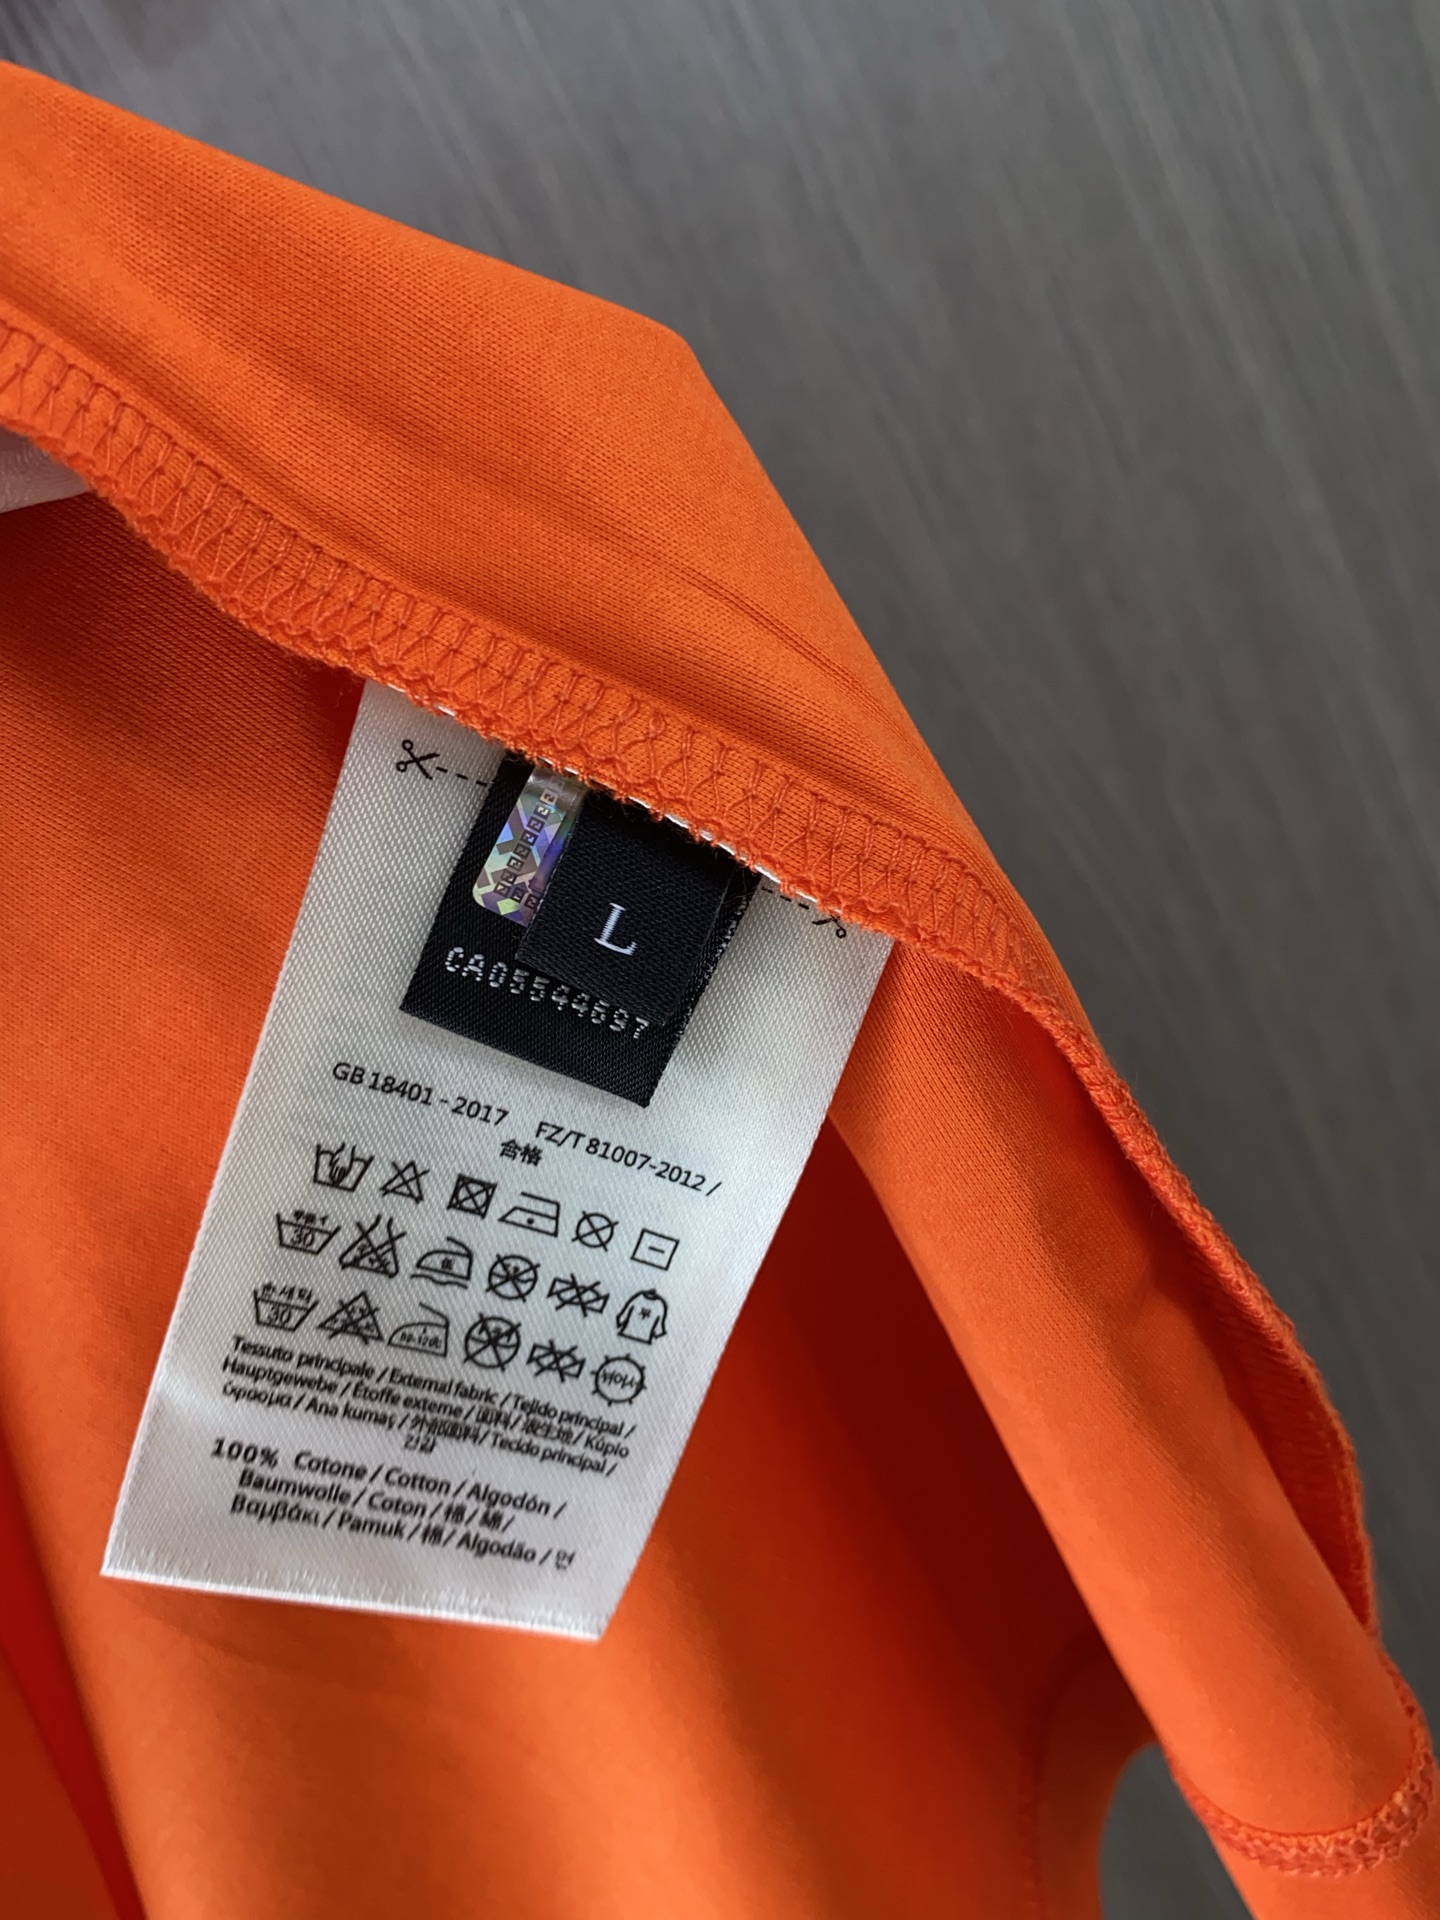 L
CA05544697
GB 18401 - 2017 FZ/T 81007-2012 /
合格
30
30
Tessuto principale / External fabric / Tejido principal /
Hauptgewebe / Étoffe externe / 面料 / 表生地 / Κύριο
ύφασμα / Ana kumaş / 外部面料 / Tecido principal /
겉감
100% Cotone / Cotton / Algodón /
Baumwolle / Coton / 棉 / 綿 /
Βαμβάκι / Pamuk / 棉 / Algodão / 면